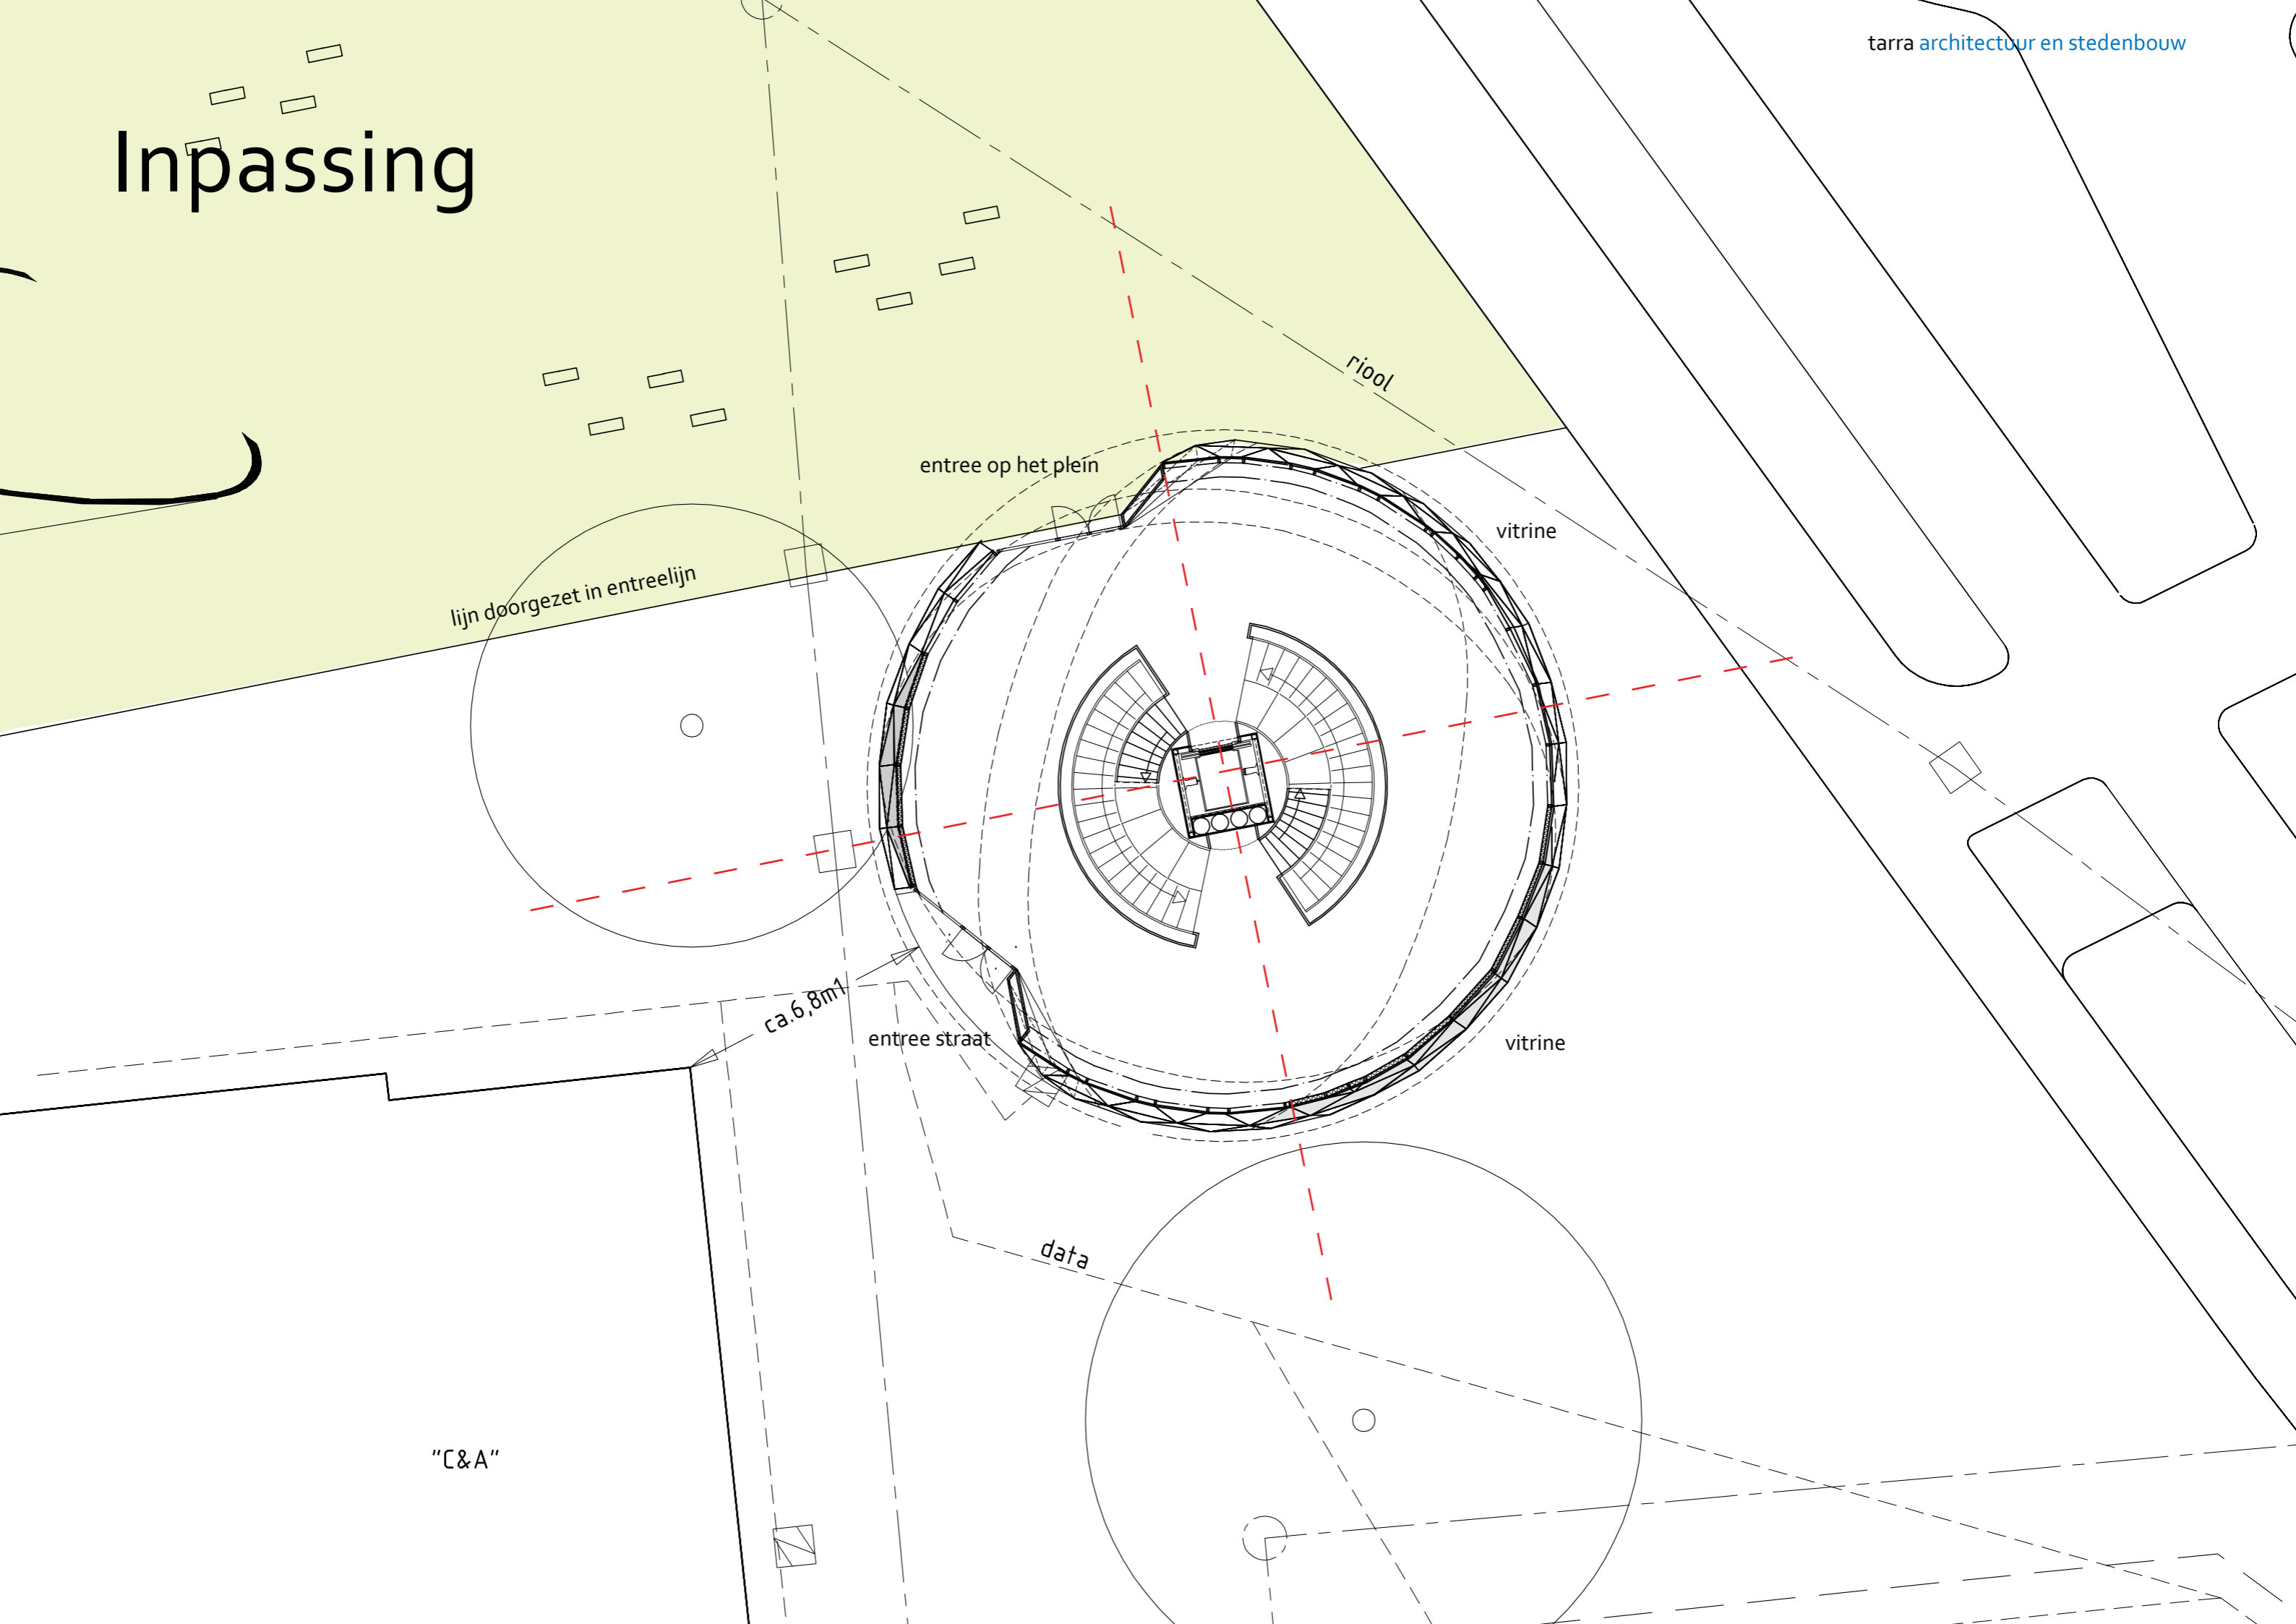 tarra architectuur en stedenbouw
Inpassing
riool
entree op het plein
vitrine
lijn doorgezet in entreelijn
ca.6,8m1
entree straat
vitrine
data
"C&A"